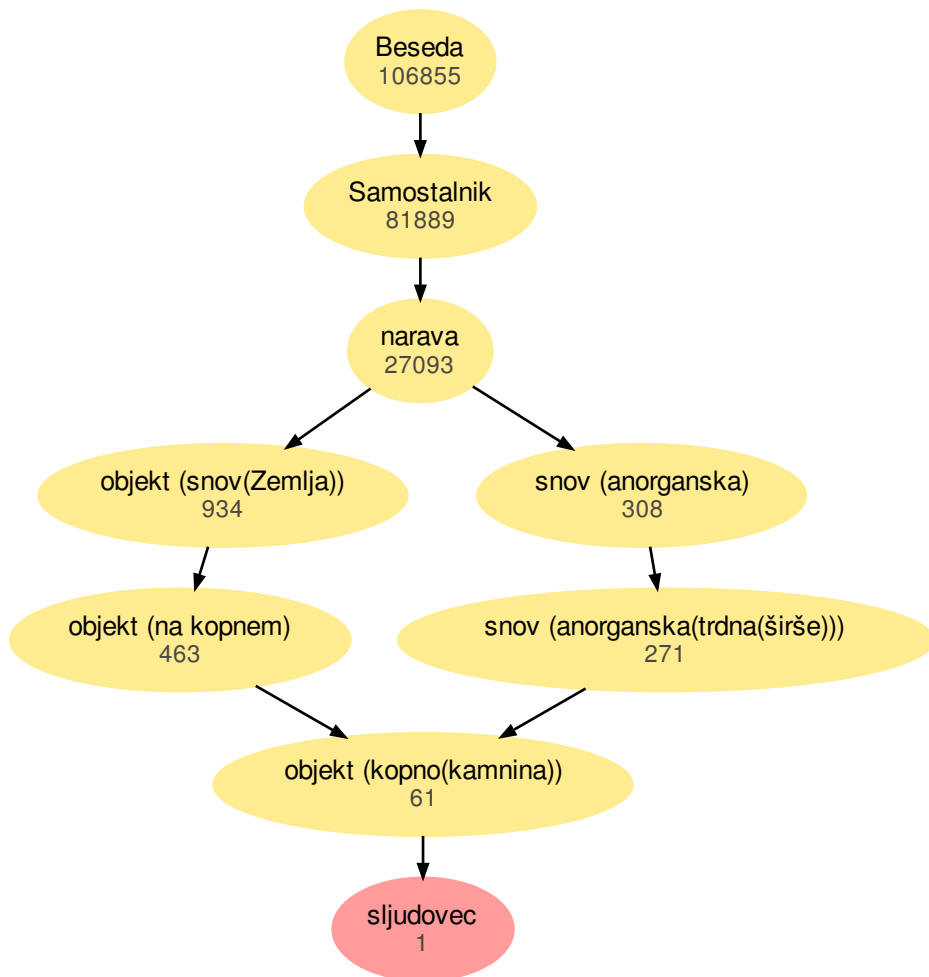 Beseda
106855
Samostalnik
81889
narava
27093
objekt (snov(Zemlja))
934
snov (anorganska)
308
objekt (na kopnem)
463
snov (anorganska(trdna(širše)))
271
objekt (kopno(kamnina))
61
sljudovec
1